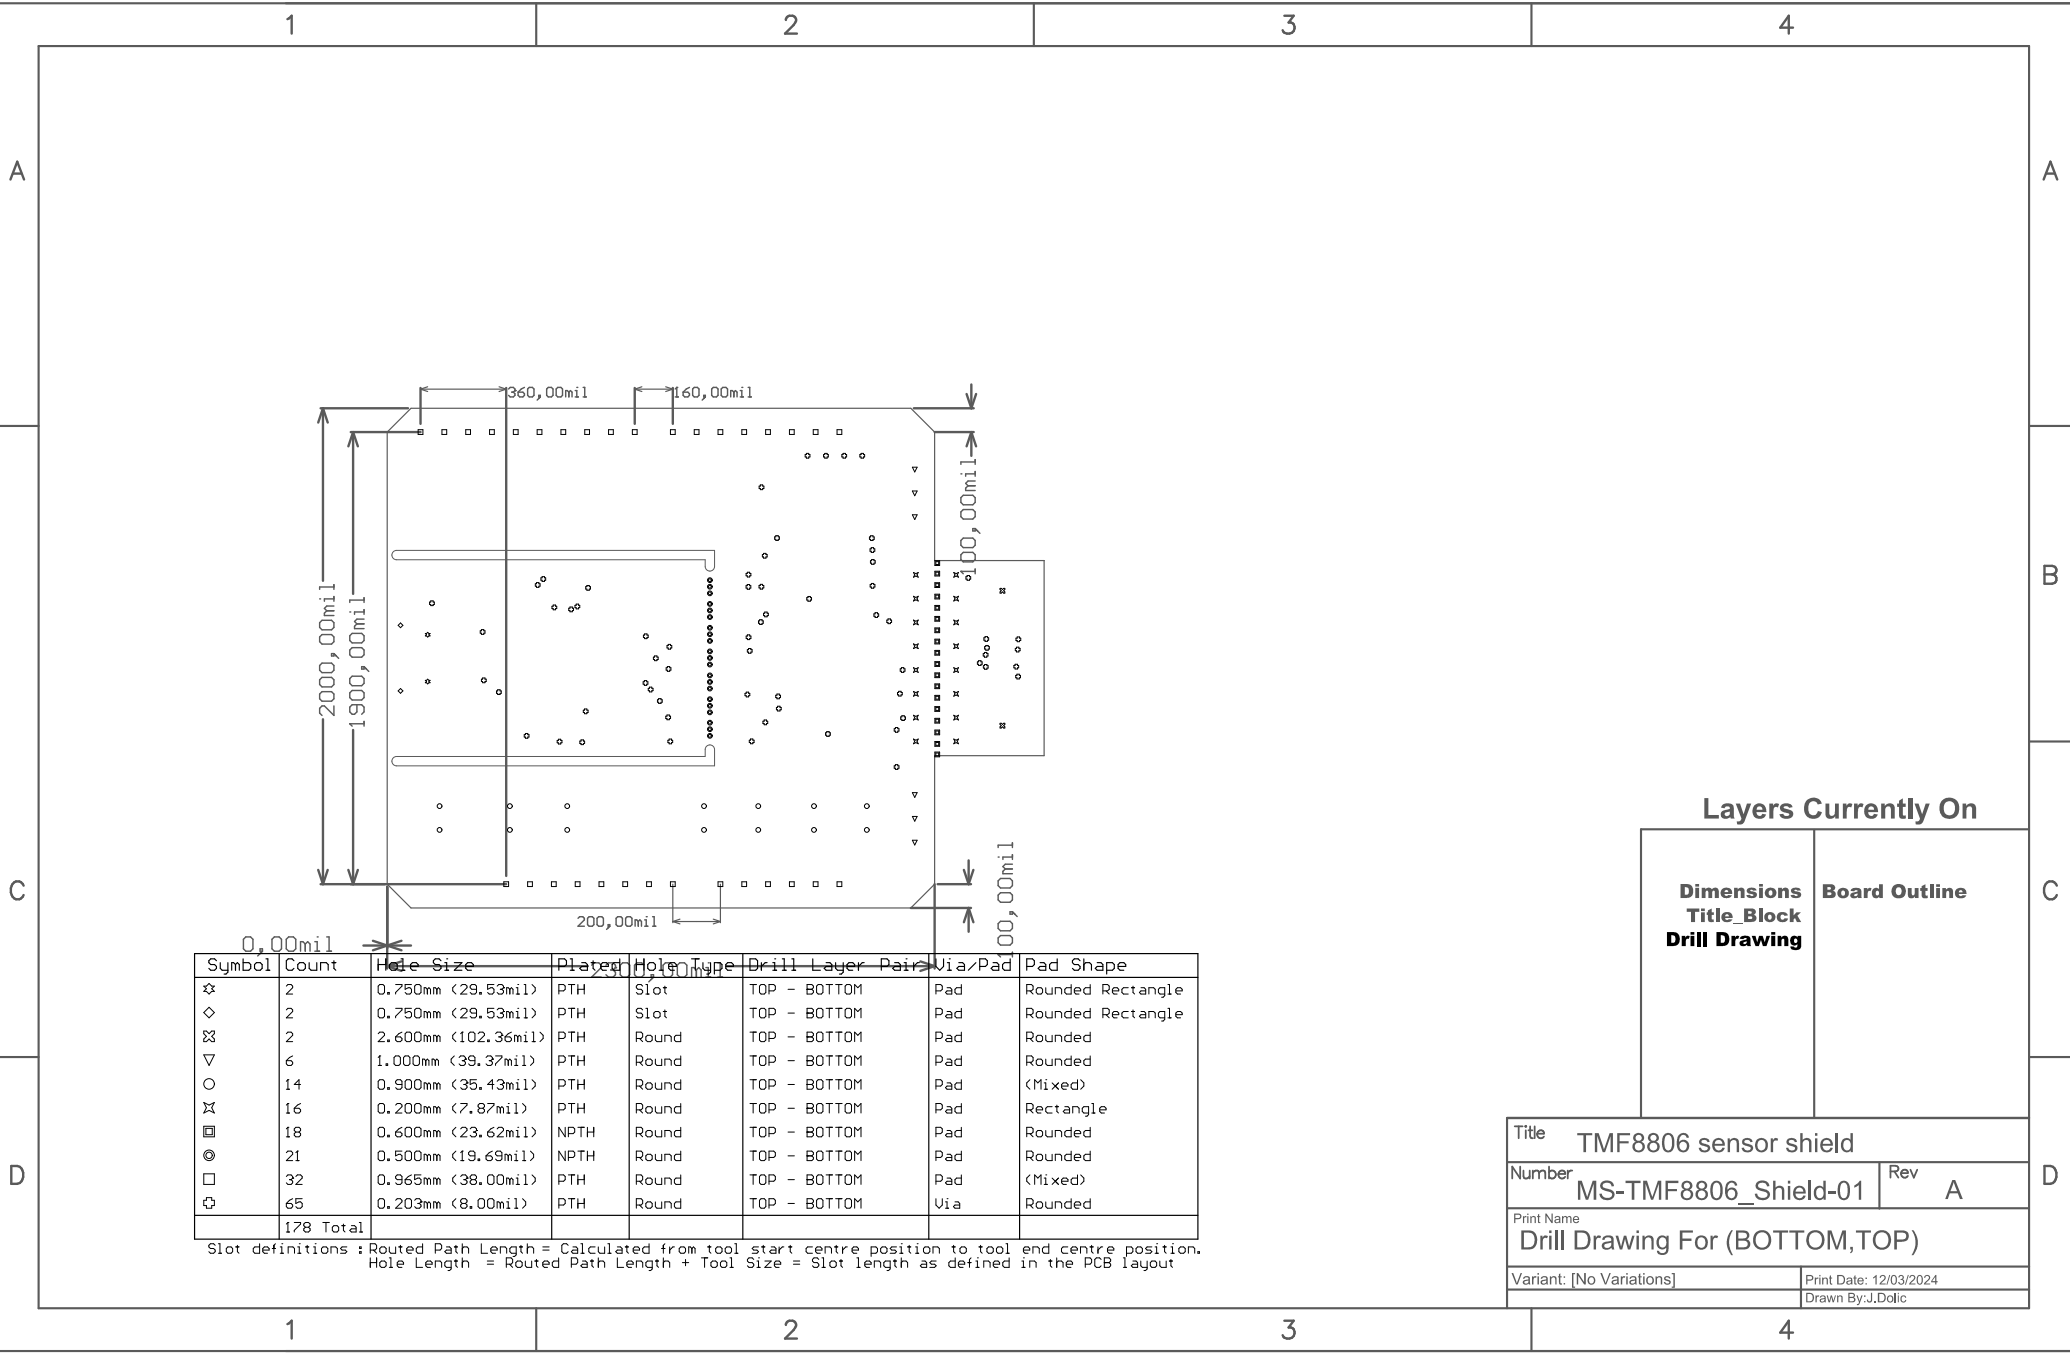 1 2 3 4
A A
360,00mil 160,00mil
100,00mil
2000,00mil
1900,00mil
B B
Layers Currently On
100,00mil
C C
Dimensions Board Outline
Title_Block
Drill Drawing
200,00mil
0,00mil
2300,00mil
Symbol Count Hole Size Plated Hole Type Drill Layer Pair Via/Pad Pad Shape
2 0.750mm (29.53mil) PTH Slot TOP - BOTTOM Pad Rounded Rectangle
2 0.750mm (29.53mil) PTH Slot TOP - BOTTOM Pad Rounded Rectangle
2 2.600mm (102.36mil) PTH Round TOP - BOTTOM Pad Rounded
6 1.000mm (39.37mil) PTH Round TOP - BOTTOM Pad Rounded
14 0.900mm (35.43mil) PTH Round TOP - BOTTOM Pad (Mixed)
16 0.200mm (7.87mil) PTH Round TOP - BOTTOM Pad Rectangle
18 0.600mm (23.62mil) NPTH Round TOP - BOTTOM Pad Rounded
21 0.500mm (19.69mil) NPTH Round TOP - BOTTOM Pad Rounded
32 0.965mm (38.00mil) PTH Round TOP - BOTTOM Pad (Mixed)
65 0.203mm (8.00mil) PTH Round TOP - BOTTOM Via Rounded
178 Total
Slot definitions : Routed Path Length = Calculated from tool start centre position to tool end centre position.
Hole Length = Routed Path Length + Tool Size = Slot length as defined in the PCB layout
D D
Title TMF8806 sensor shield
Number MS-TMF8806_Shield-01 Rev A
Print Name
Drill Drawing For (BOTTOM,TOP)
Variant: [No Variations] Print Date: 12/03/2024
Drawn By:J.Dolic
1 2 3 4